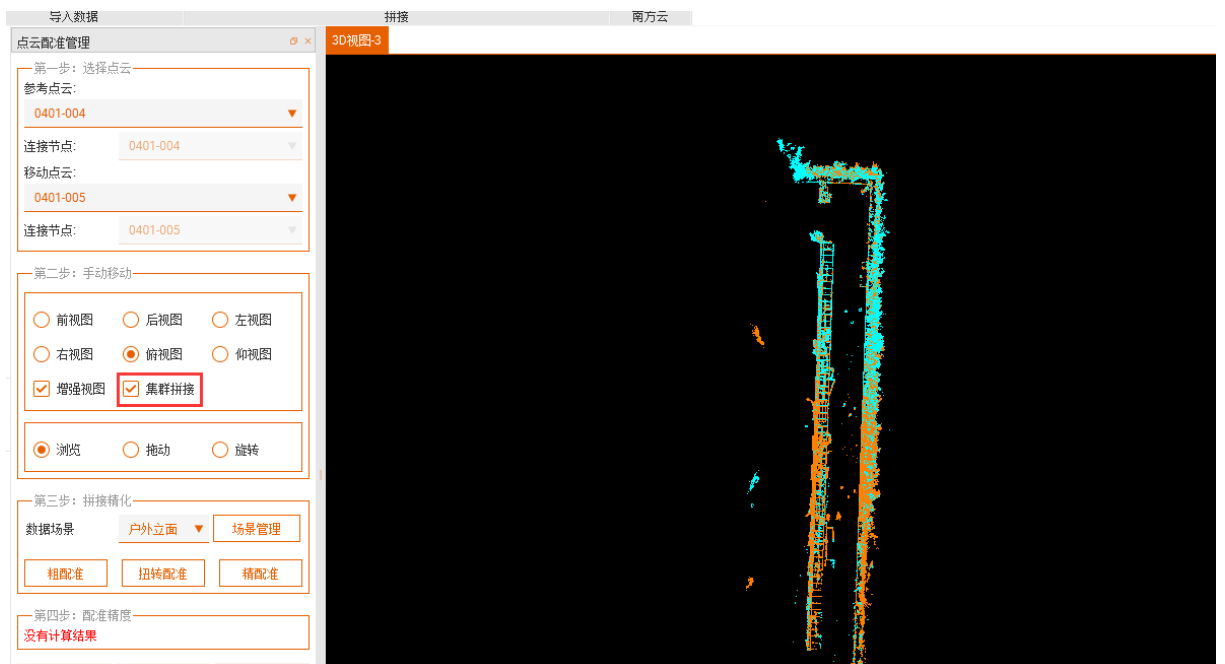 导入数据 拼接 南方云
点云配准管理
3D视图-3
第一步：选择点云
参考点云:
0401-004
连接节点: 0401-004
移动点云:
0401-005
连接节点: 0401-005
第二步：手动移动
前视图 后视图 左视图
右视图 俯视图 仰视图
增强视图 集群拼接
浏览 拖动 旋转
第三步：拼接精化
数据场景 户外立面 场景管理
粗配准 扭转配准 精配准
第四步：配准精度
没有计算结果